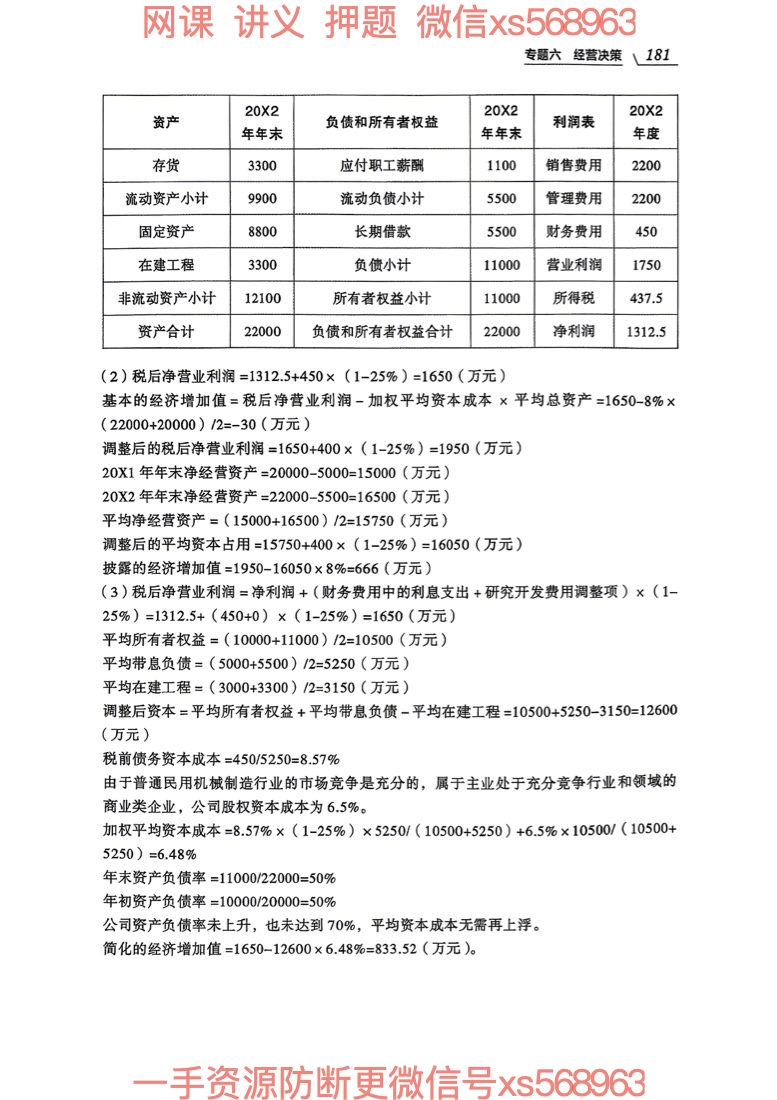 网课 讲义 押题 微信xs568963
专题六 经营决策 181
资产 20X2年年末 负债和所有者权益 20X2年年末 利润表 20X2年度
存货 3300 应付职工薪酬 1100 销售费用 2200
流动资产小计 9900 流动负债小计 5500 管理费用 2200
固定资产 8800 长期借款 5500 财务费用 450
在建工程 3300 负债小计 11000 营业利润 1750
非流动资产小计 12100 所有者权益小计 11000 所得税 437.5
资产合计 22000 负债和所有者权益合计 22000 净利润 1312.5
（2）税后净营业利润=1312.5+450×（1-25%）=1650（万元）
基本的经济增加值=税后净营业利润-加权平均资本成本×平均总资产=1650-8%×
（22000+20000）/2=-30（万元）
调整后的税后净营业利润=1650+400×（1-25%）=1950（万元）
20X1年年末净经营资产=20000-5000=15000（万元）
20X2年年末净经营资产=22000-5500=16500（万元）
平均净经营资产=（15000+16500）/2=15750（万元）
调整后的平均资本占用=15750+400×（1-25%）=16050（万元）
披露的经济增加值=1950-16050×8%=666（万元）
（3）税后净营业利润=净利润+（财务费用中的利息支出+研究开发费用调整项）×（1-
25%）=1312.5+（450+0）×（1-25%）=1650（万元）
平均所有者权益=（10000+11000）/2=10500（万元）
平均带息负债=（5000+5500）/2=5250（万元）
平均在建工程=（3000+3300）/2=3150（万元）
调整后资本=平均所有者权益+平均带息负债-平均在建工程=10500+5250-3150=12600
（万元）
税前债务资本成本=450/5250=8.57%
由于普通民用机械制造行业的市场竞争是充分的，属于主业处于充分竞争行业和领域的
商业类企业，公司股权资本成本为6.5%。
加权平均资本成本=8.57%×（1-25%）×5250/（10500+5250）+6.5%×10500/（10500+
5250）=6.48%
年末资产负债率=11000/22000=50%
年初资产负债率=10000/20000=50%
公司资产负债率未上升，也未达到70%，平均资本成本无需再上浮。
简化的经济增加值=1650-12600×6.48%=833.52（万元）。
一手资源防断更微信号xs568963